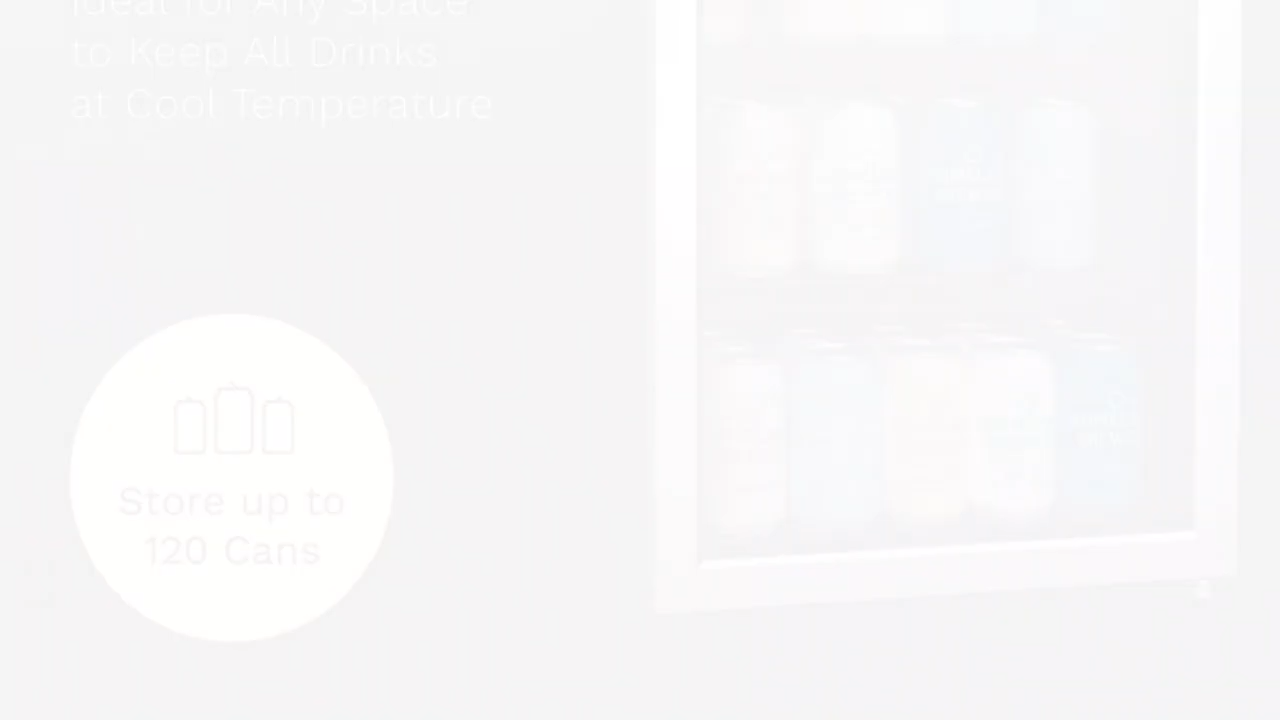 Ideal for Any Space
to Keep All Drinks
at Cool Temperature
Store up to
120 Cans